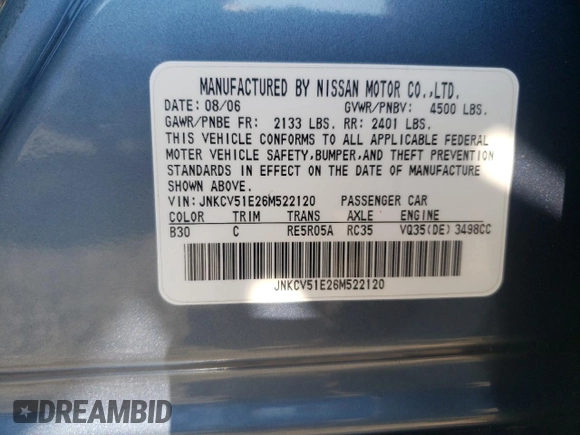 MANUFACTURED BY NISSAN MOTOR CO.,LTD.
DATE: 08/06 GVWR/PNBV: 4500 LBS.
GAWR/PNBE FR: 2133 LBS. RR: 2401 LBS.
THIS VEHICLE CONFORMS TO ALL APPLICABLE FEDERAL
MOTER VEHICLE SAFETY,BUMPER,AND THEFT PREVENTION
STANDARDS IN EFFECT ON THE DATE OF MANUFACTURE
SHOWN ABOVE.
VIN: JNKCV51E26M522120 PASSENGER CAR
COLOR TRIM TRANS AXLE ENGINE
B30 C RE5R05A RC35 VQ35(DE) 3498CC
JNKCV51E26M522120
DREAMBID